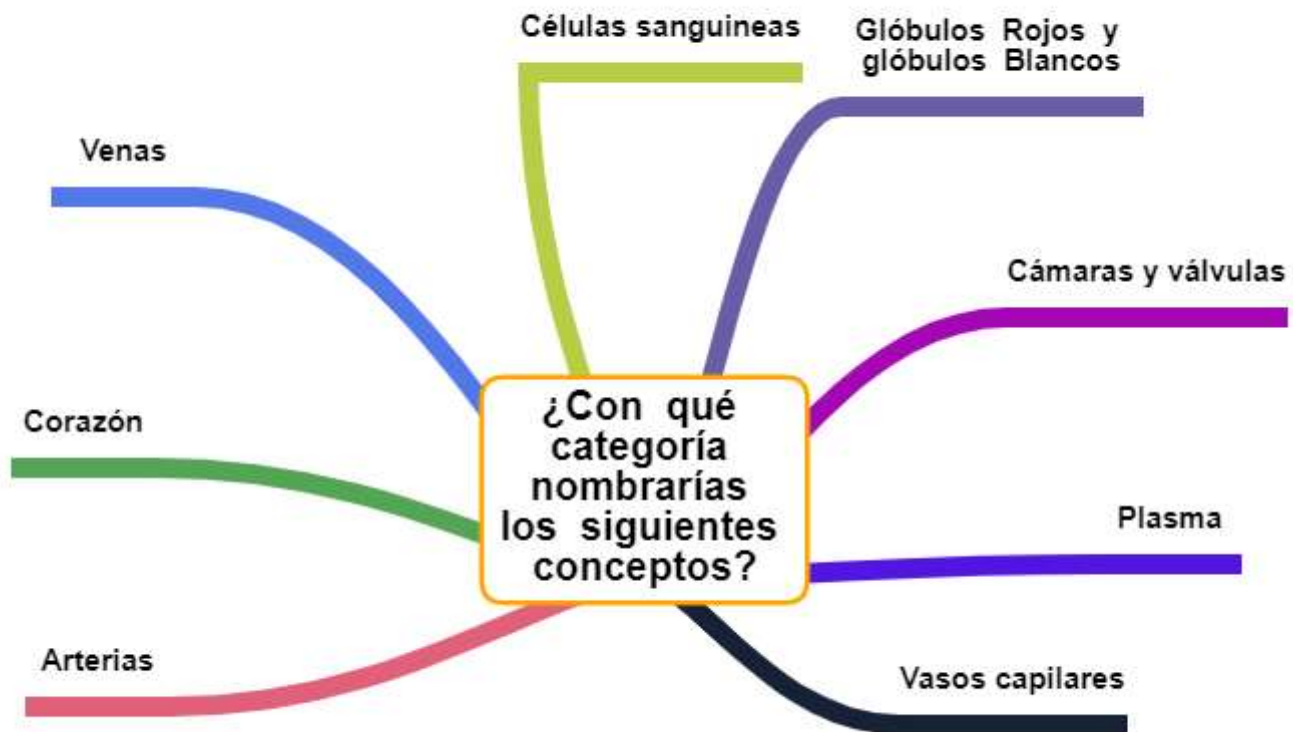 Células sanguineas
Glóbulos Rojos y
glóbulos Blancos
Venas
Cámaras y válvulas
Corazón
¿Con qué
categoría
nombrarías
los siguientes
conceptos?
Plasma
Arterias
Vasos capilares